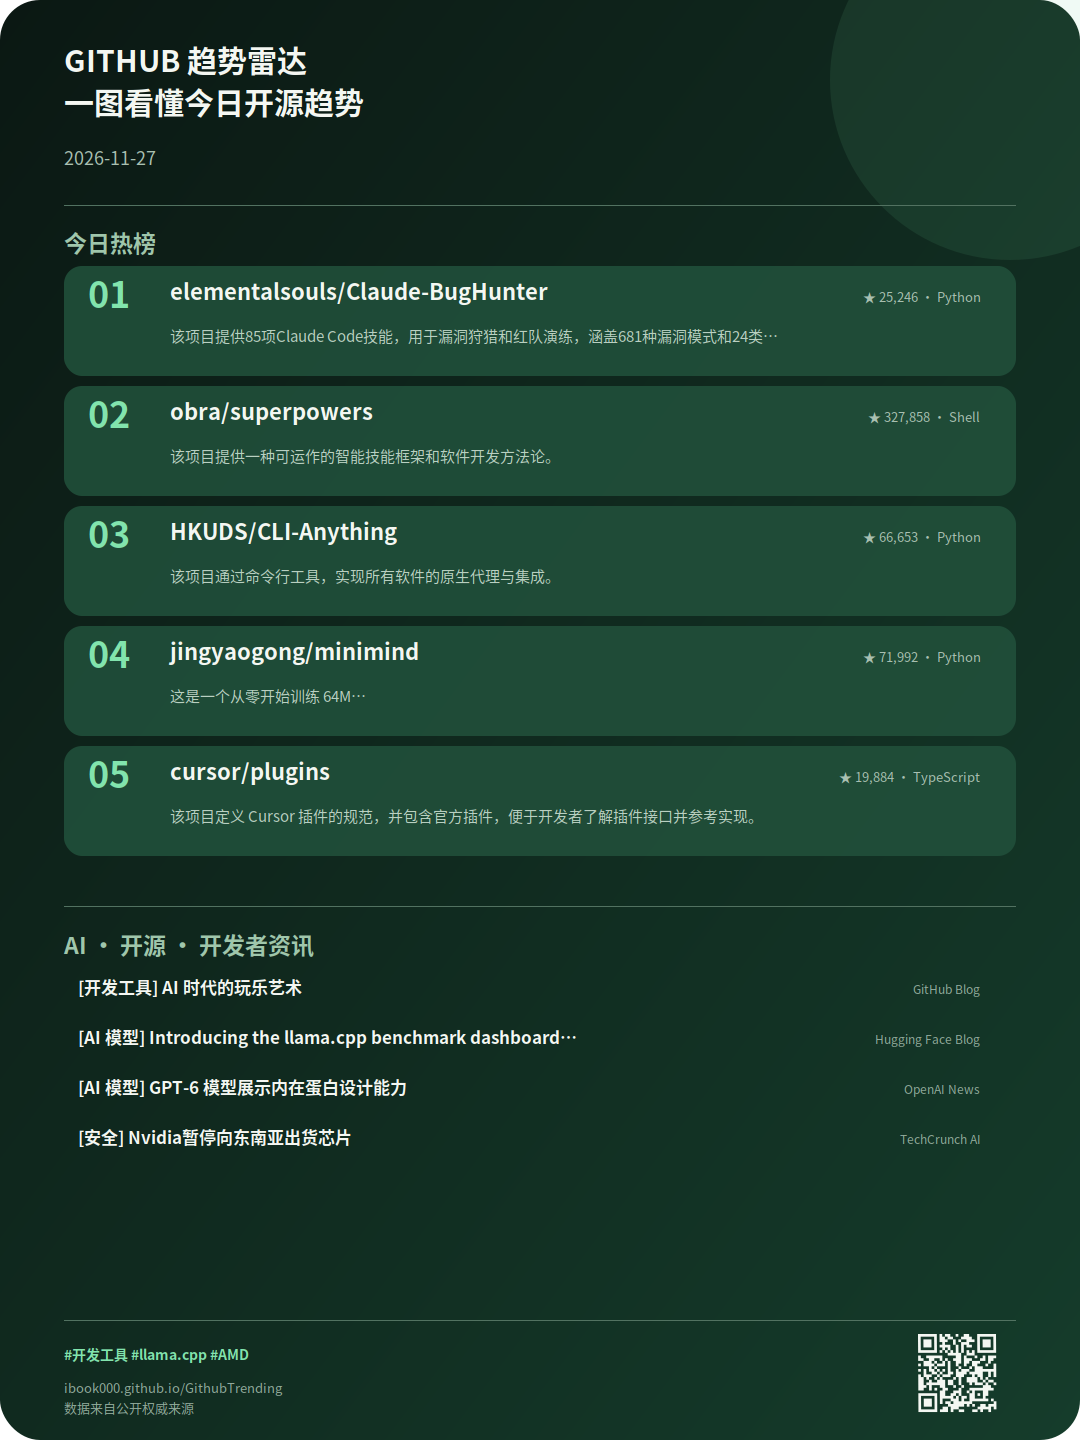 GITHUB 趋势雷达
一图看懂今日开源趋势
2026-11-27
今日热榜
01 elementalsouls/Claude-BugHunter ★ 25,246 · Python
该项目提供85项Claude Code技能，用于漏洞狩猎和红队演练，涵盖681种漏洞模式和24类…
02 obra/superpowers ★ 327,858 · Shell
该项目提供一种可运作的智能技能框架和软件开发方法论。
03 HKUDS/CLI-Anything ★ 66,653 · Python
该项目通过命令行工具，实现所有软件的原生代理与集成。
04 jingyaogong/minimind ★ 71,992 · Python
这是一个从零开始训练 64M…
05 cursor/plugins ★ 19,884 · TypeScript
该项目定义 Cursor 插件的规范，并包含官方插件，便于开发者了解插件接口并参考实现。
AI · 开源 · 开发者资讯
[开发工具] AI 时代的玩乐艺术 GitHub Blog
[AI 模型] Introducing the llama.cpp benchmark dashboard… Hugging Face Blog
[AI 模型] GPT-6 模型展示内在蛋白设计能力 OpenAI News
[安全] Nvidia暂停向东南亚出货芯片 TechCrunch AI
#开发工具 #llama.cpp #AMD
ibook000.github.io/GithubTrending
数据来自公开权威来源